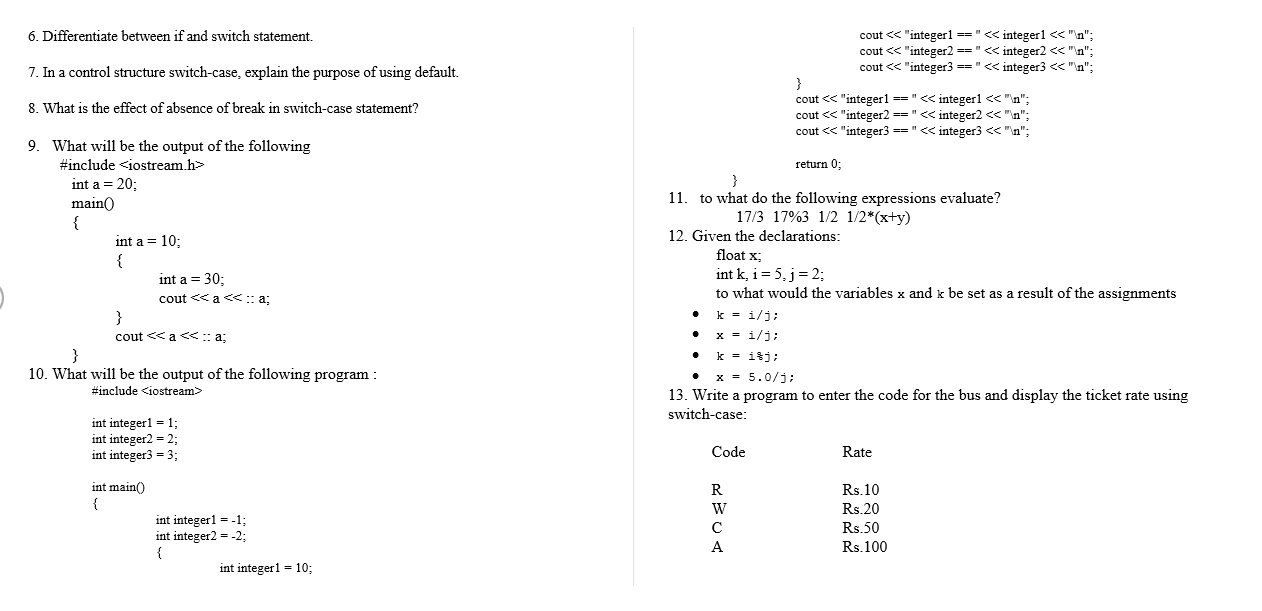 6. Differentiate between if and switch statement.
7. In a control structure switch-case, explain the purpose of using default.
8. What is the effect of absence of break in switch-case statement?
9. What will be the output of the following
#include <iostream.h>
int a = 20;
main()
{
int a = 10;
{
int a = 30;
cout << a << :: a;
}
cout << a << :: a;
}
10. What will be the output of the following program :
#include <iostream>
int integer1 = 1;
int integer2 = 2;
int integer3 = 3;
int main()
{
int integer1 = -1;
int integer2 = -2;
{
int integer1 = 10;
cout << "integer1 == " << integer1 << "\n";
cout << "integer2 == " << integer2 << "\n";
cout << "integer3 == " << integer3 << "\n";
}
cout << "integer1 == " << integer1 << "\n";
cout << "integer2 == " << integer2 << "\n";
cout << "integer3 == " << integer3 << "\n";
return 0;
}
11. to what do the following expressions evaluate?
17/3 17%3 1/2 1/2*(x+y)
12. Given the declarations:
float x;
int k, i = 5, j = 2;
to what would the variables x and k be set as a result of the assignments
• k = i/j;
• x = i/j;
• k = i%j;
• x = 5.0/j;
13. Write a program to enter the code for the bus and display the ticket rate using
switch-case:
Code Rate
R Rs.10
W Rs.20
C Rs.50
A Rs.100